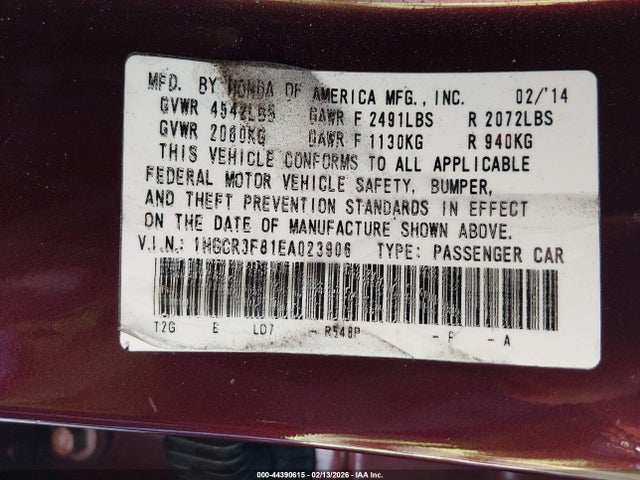 MFD. BY HONDA OF AMERICA MFG., INC. 02/'14
GVWR 4542LBS GAWR F 2491LBS R 2072LBS
GVWR 2060KG GAWR F 1130KG R 940KG
THIS VEHICLE CONFORMS TO ALL APPLICABLE
FEDERAL MOTOR VEHICLE SAFETY, BUMPER,
AND THEFT PREVENTION STANDARDS IN EFFECT
ON THE DATE OF MANUFACTURE SHOWN ABOVE.
V.I.N.: 1HGCR3F81EA023906 TYPE: PASSENGER CAR
T2G LD7 -R548P - - A
000-44390615 - 02/13/2026 - IAA Inc.